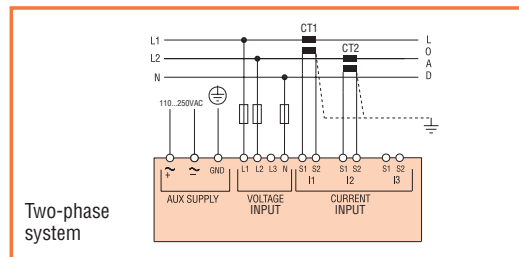 CT1
L1 L
L2 CT2 O
A
N D
110...250VAC
~ + ~ − GND L1 L2 L3 N S1 S2 S1 S2 S1 S2
I1 I2 I3
AUX SUPPLY VOLTAGE CURRENT
INPUT INPUT
Two-phase
system